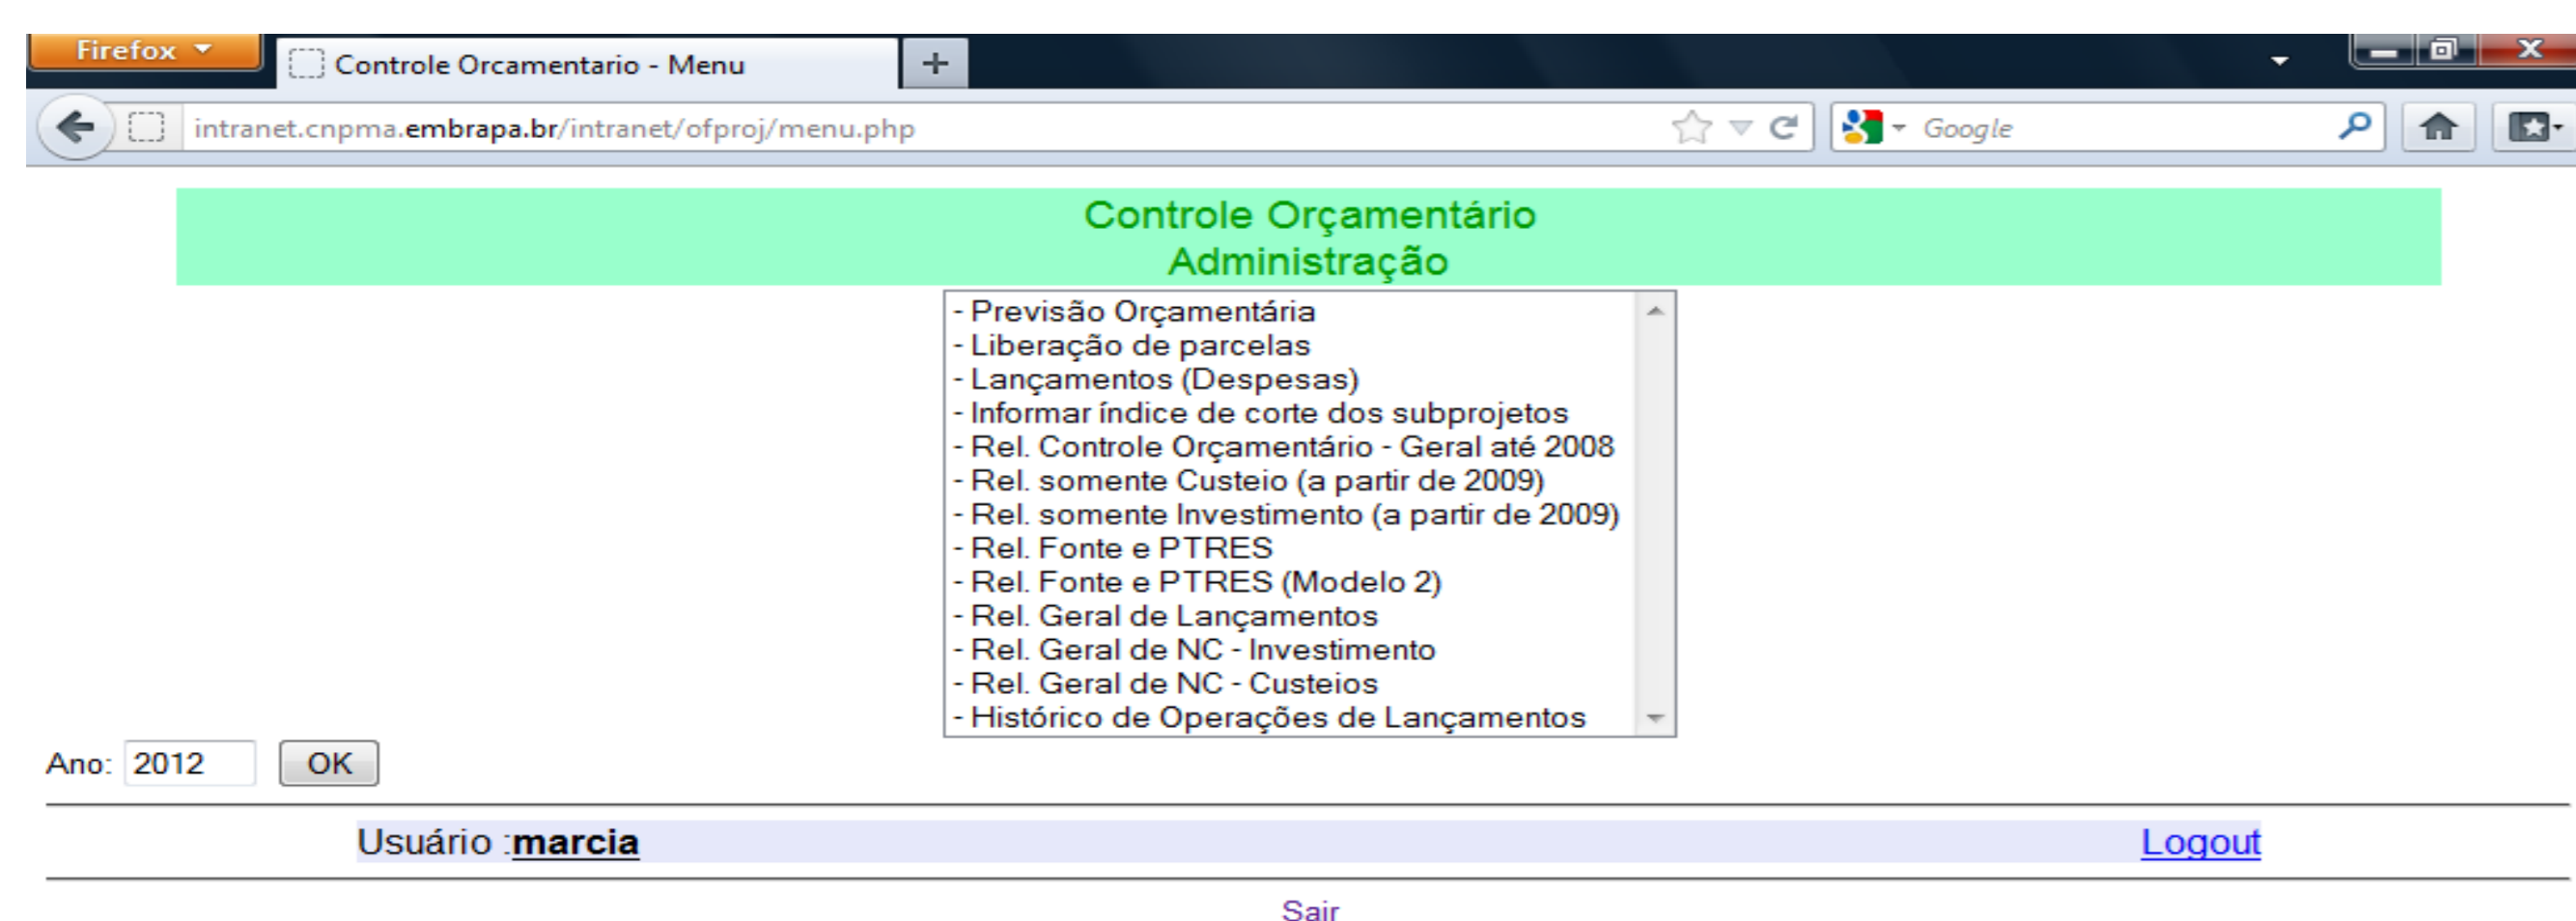 Firefox
Controle Orcamentario - Menu
intranet.cnpma.embrapa.br/intranet/ofproj/menu.php
Google
Controle Orçamentário
Administração
- Previsão Orçamentária
- Liberação de parcelas
- Lançamentos (Despesas)
- Informar índice de corte dos subprojetos
- Rel. Controle Orçamentário - Geral até 2008
- Rel. somente Custeio (a partir de 2009)
- Rel. somente Investimento (a partir de 2009)
- Rel. Fonte e PTRES
- Rel. Fonte e PTRES (Modelo 2)
- Rel. Geral de Lançamentos
- Rel. Geral de NC - Investimento
- Rel. Geral de NC - Custeios
- Histórico de Operações de Lançamentos
Ano: 2012 OK
Usuário :marcia Logout
Sair